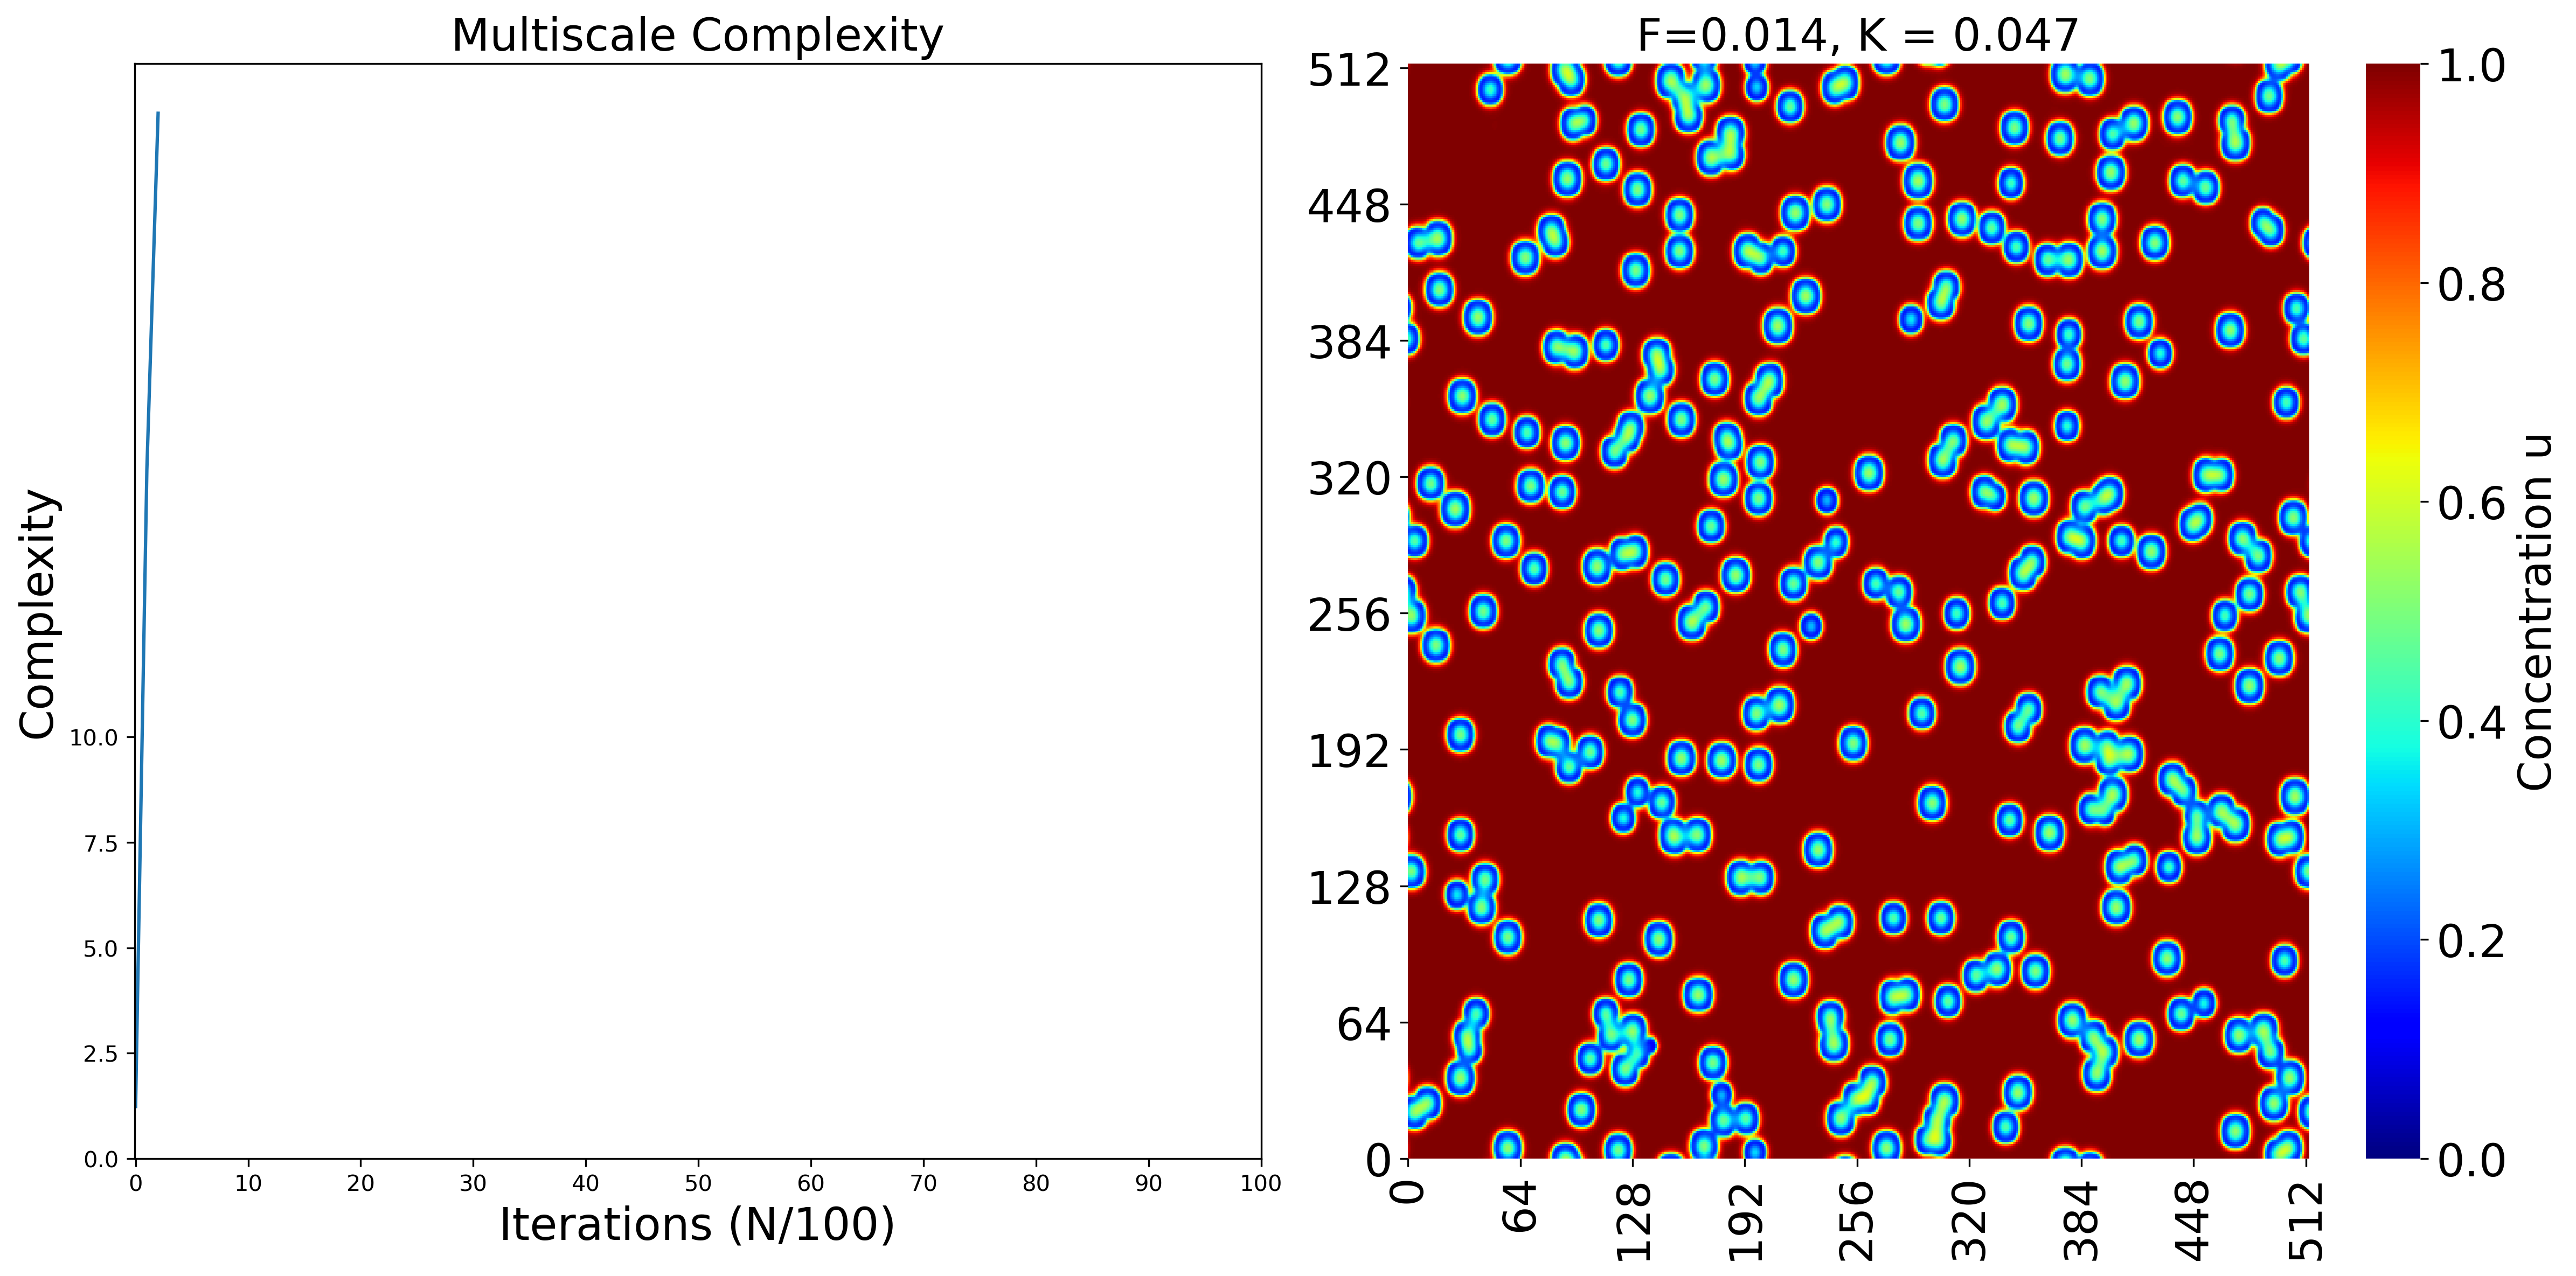 Multiscale Complexity
Complexity
10.0
7.5
5.0
2.5
0.0
0 10 20 30 40 50 60 70 80 90 100
Iterations (N/100)
F=0.014, K = 0.047
512
448
384
320
256
192
128
64
0
0 64 128 192 256 320 384 448 512
1.0
0.8
0.6
0.4
0.2
0.0
Concentration u